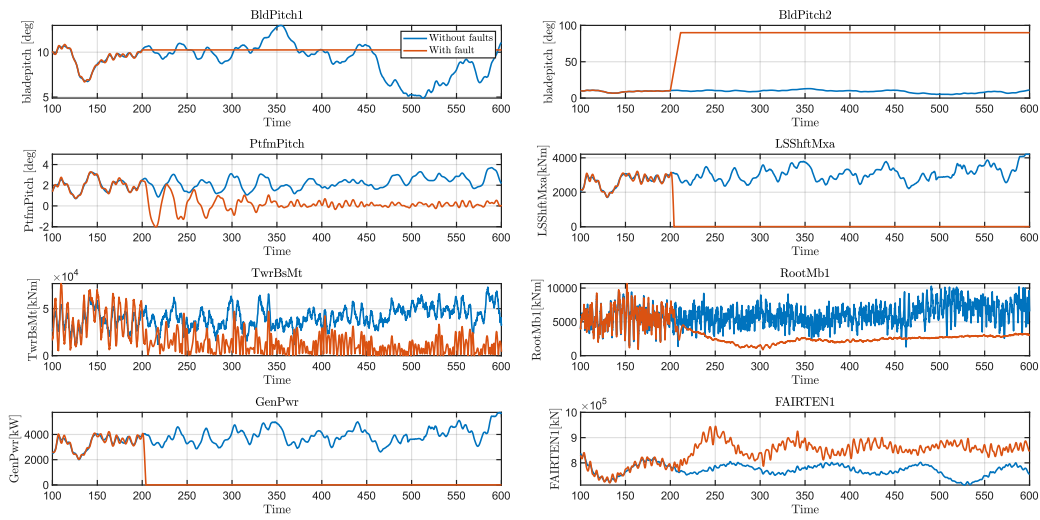 BldPitch1
bladepitch [deg]
10
5
100 150 200 250 300 350 400 450 500 550 600
Time
Without faults
With fault
BldPitch2
bladepitch [deg]
100
50
0
100 150 200 250 300 350 400 450 500 550 600
Time
PtfmPitch
PtfmPitch [deg]
4
2
0
-2
100 150 200 250 300 350 400 450 500 550 600
Time
LSShftMxa
LSShftMxa[kNm]
4000
2000
0
100 150 200 250 300 350 400 450 500 550 600
Time
TwrBsMt
TwrBsMt[kNm]
×10^4
5
0
100 150 200 250 300 350 400 450 500 550 600
Time
RootMb1
RootMb1[kNm]
10000
5000
0
100 150 200 250 300 350 400 450 500 550 600
Time
GenPwr
GenPwr[kW]
4000
2000
0
100 150 200 250 300 350 400 450 500 550 600
Time
FAIRTEN1
FAIRTEN1[kN]
×10^5
10
9
8
100 150 200 250 300 350 400 450 500 550 600
Time